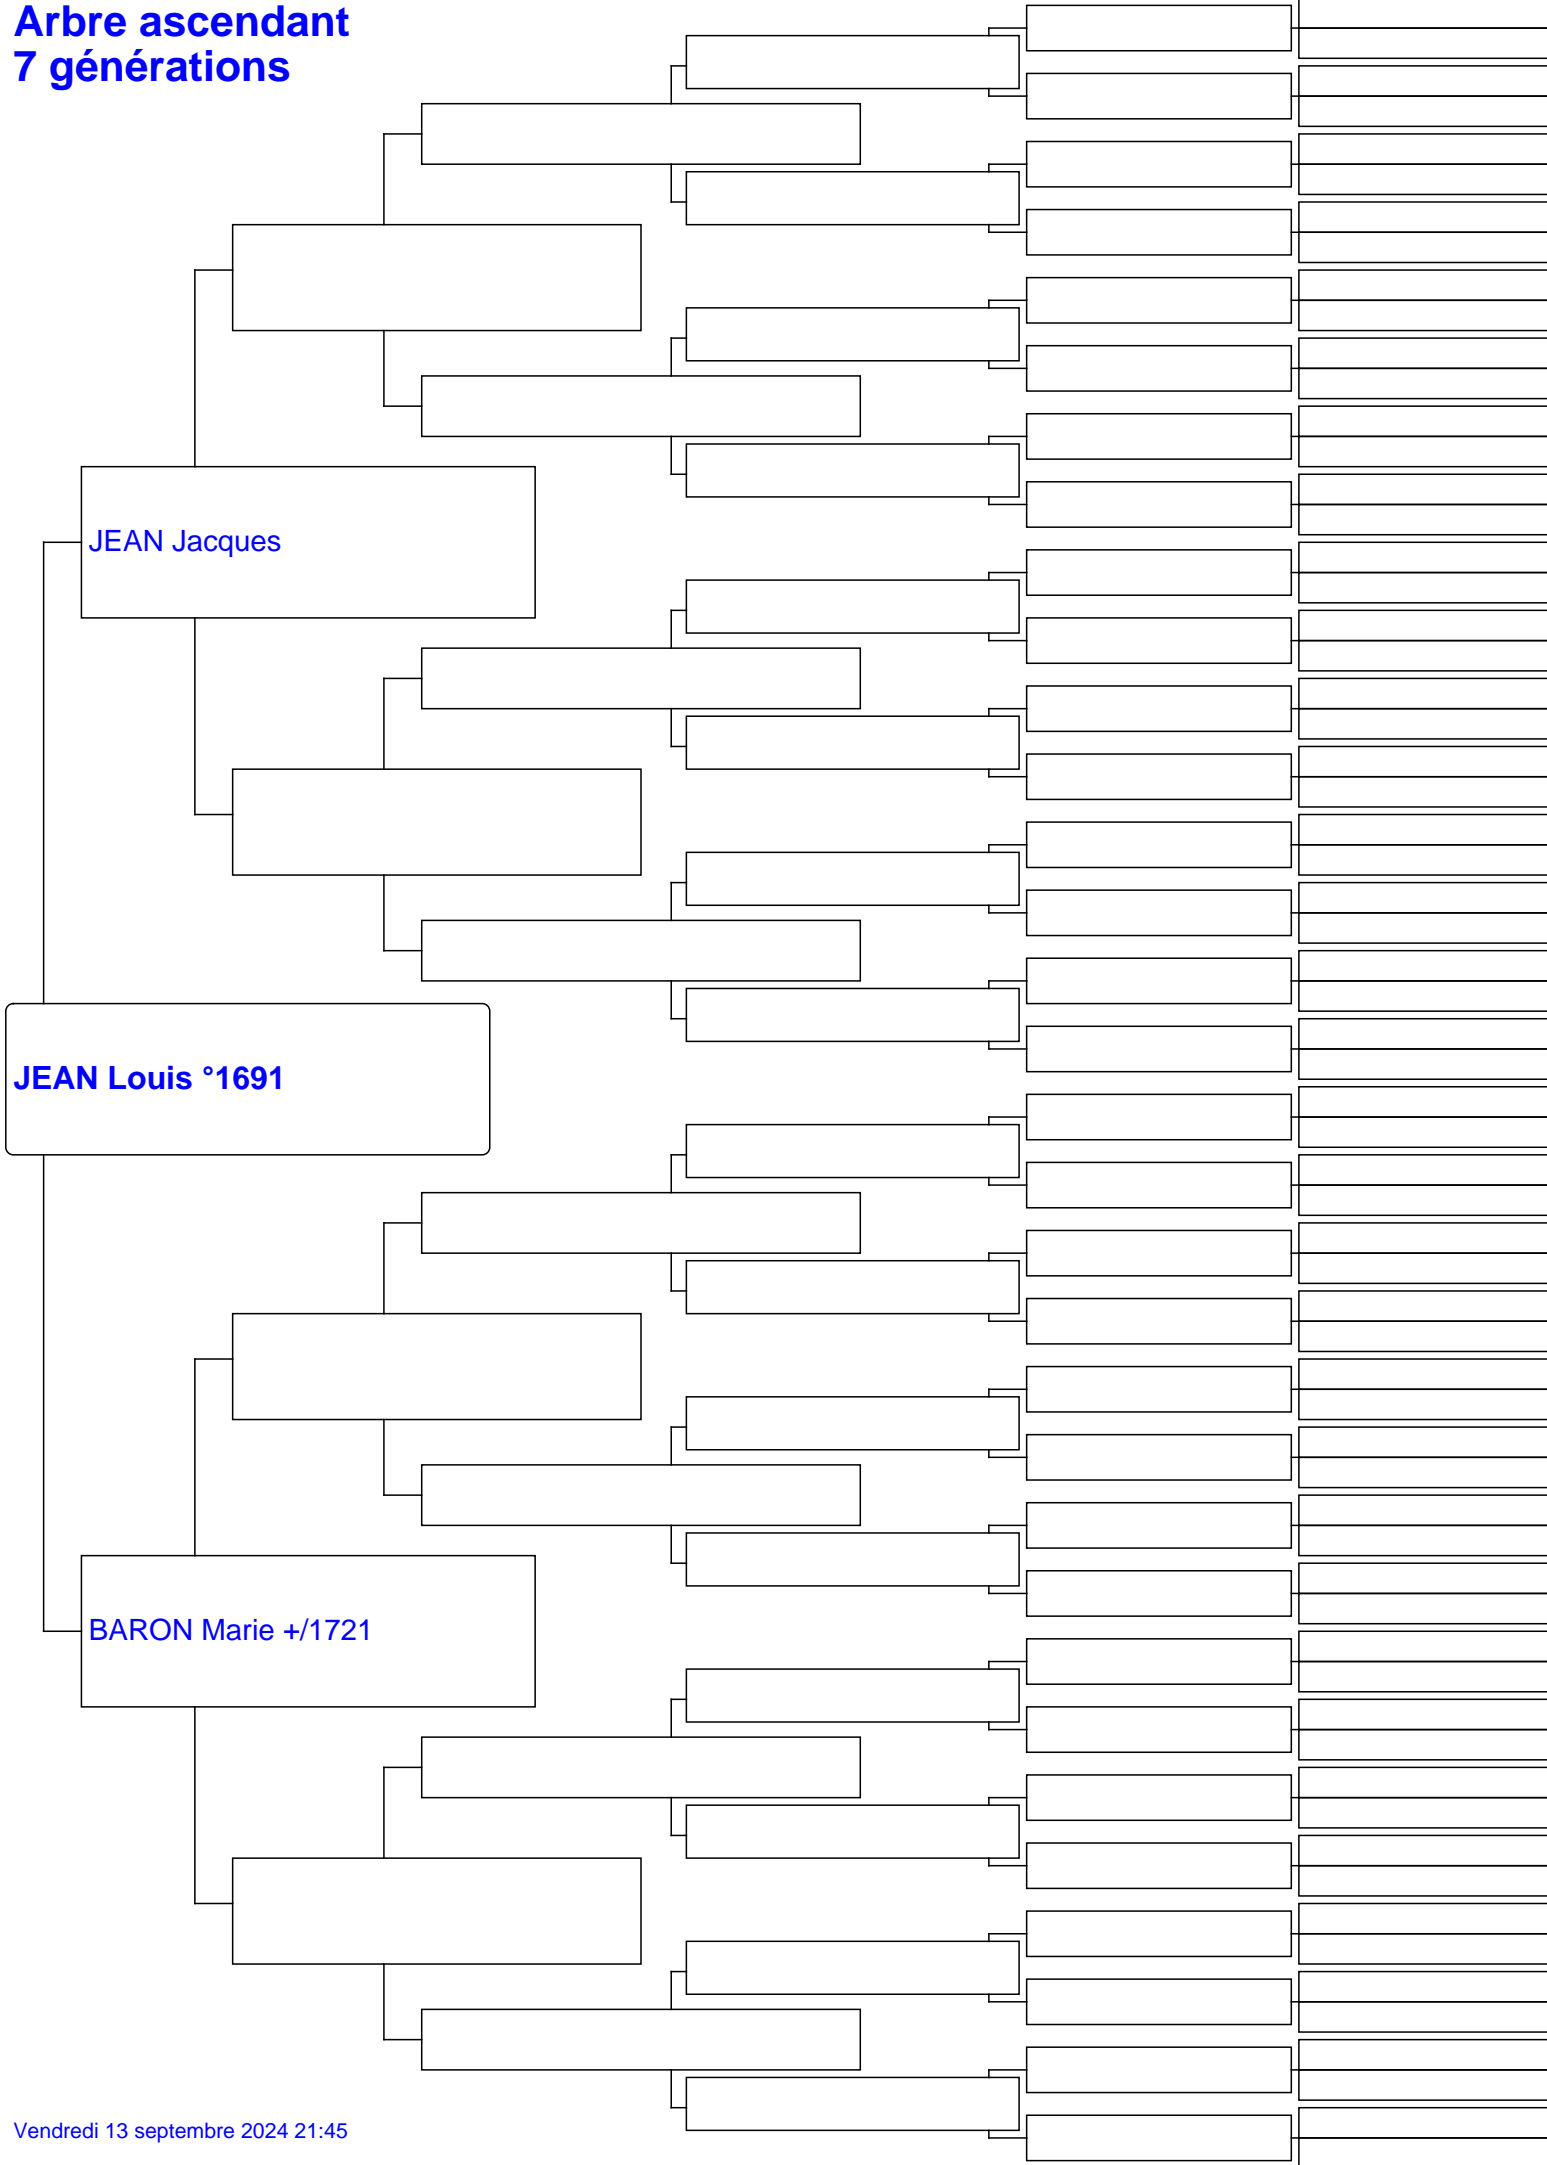 Arbre ascendant
7 générations
JEAN Jacques
JEAN Louis °1691
BARON Marie +/1721
Vendredi 13 septembre 2024 21:45